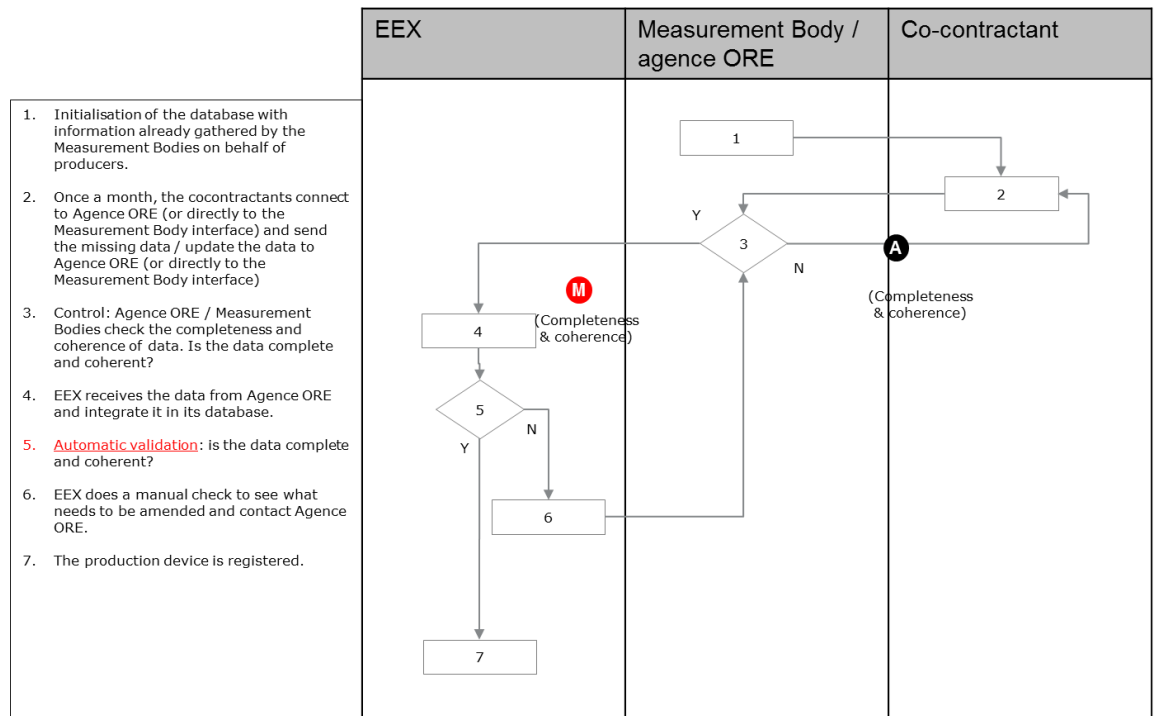 EEX
Measurement Body /
agence ORE
Co-contractant
1. Initialisation of the database with
information already gathered by the
Measurement Bodies on behalf of
producers.
2. Once a month, the cocontractants connect
to Agence ORE (or directly to the
Measurement Body interface) and send
the missing data / update the data to
Agence ORE (or directly to the
Measurement Body interface)
3. Control: Agence ORE / Measurement
Bodies check the completeness and
coherence of data. Is the data complete
and coherent?
4. EEX receives the data from Agence ORE
and integrate it in its database.
5. Automatic validation: is the data complete
and coherent?
6. EEX does a manual check to see what
needs to be amended and contact Agence
ORE.
7. The production device is registered.
1
2
Y
3
A
N
M
(Completeness
& coherence)
(Completeness
& coherence)
4
5
N
Y
6
7